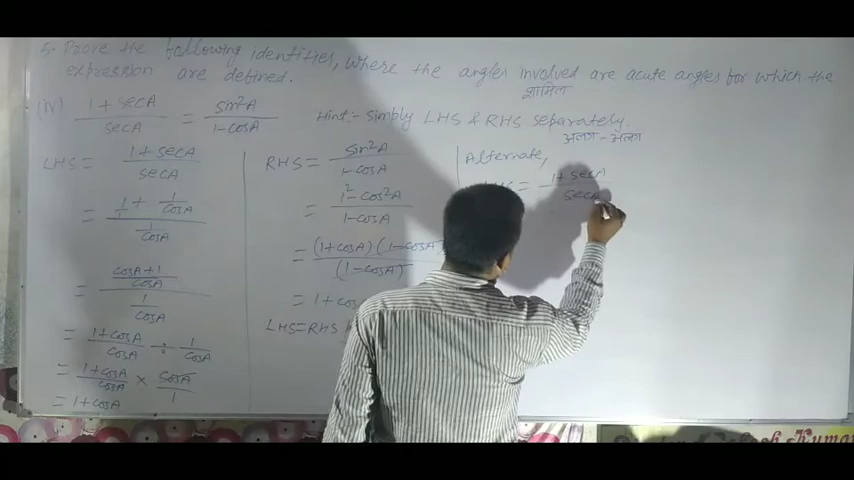 5. Prove the following identities, where the angles involved are acute angles for which the
expression are defined.
शामिल
(iv) (1 + secA)/secA = sin²A/(1-cosA)
Hint:- Simply LHS & RHS separately.
अलग - अलग
LHS = (1 + secA)/secA
= (1/1 + 1/cosA)/(1/cosA)
= ((cosA+1)/cosA)/(1/cosA)
= (1+cosA)/cosA ÷ 1/cosA
= (1+cosA)/cosA × cosA/1
= 1+cosA
RHS = sin²A/(1-cosA)
= (1²-cos²A)/(1-cosA)
= (1+cosA)(1-cosA)/(1-cosA)
= 1+cos
LHS=RHS
Alternate,
= (1+secA)/secA